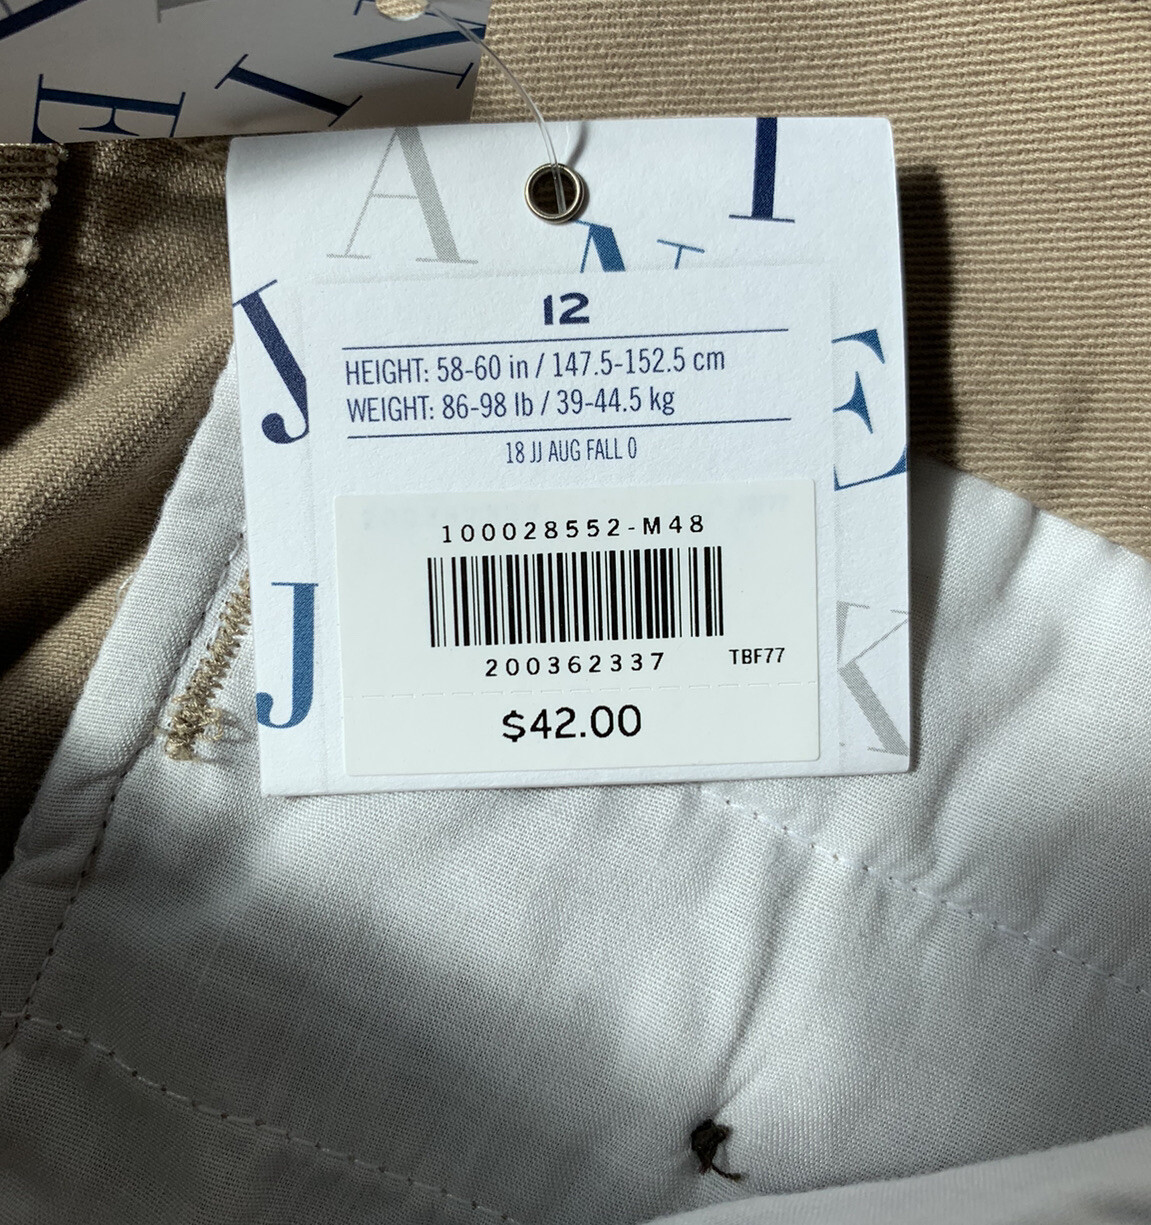 12
HEIGHT: 58-60 in / 147.5-152.5 cm
WEIGHT: 86-98 lb / 39-44.5 kg
18 JJ AUG FALL 0
100028552-M48
200362337 TBF77
$42.00